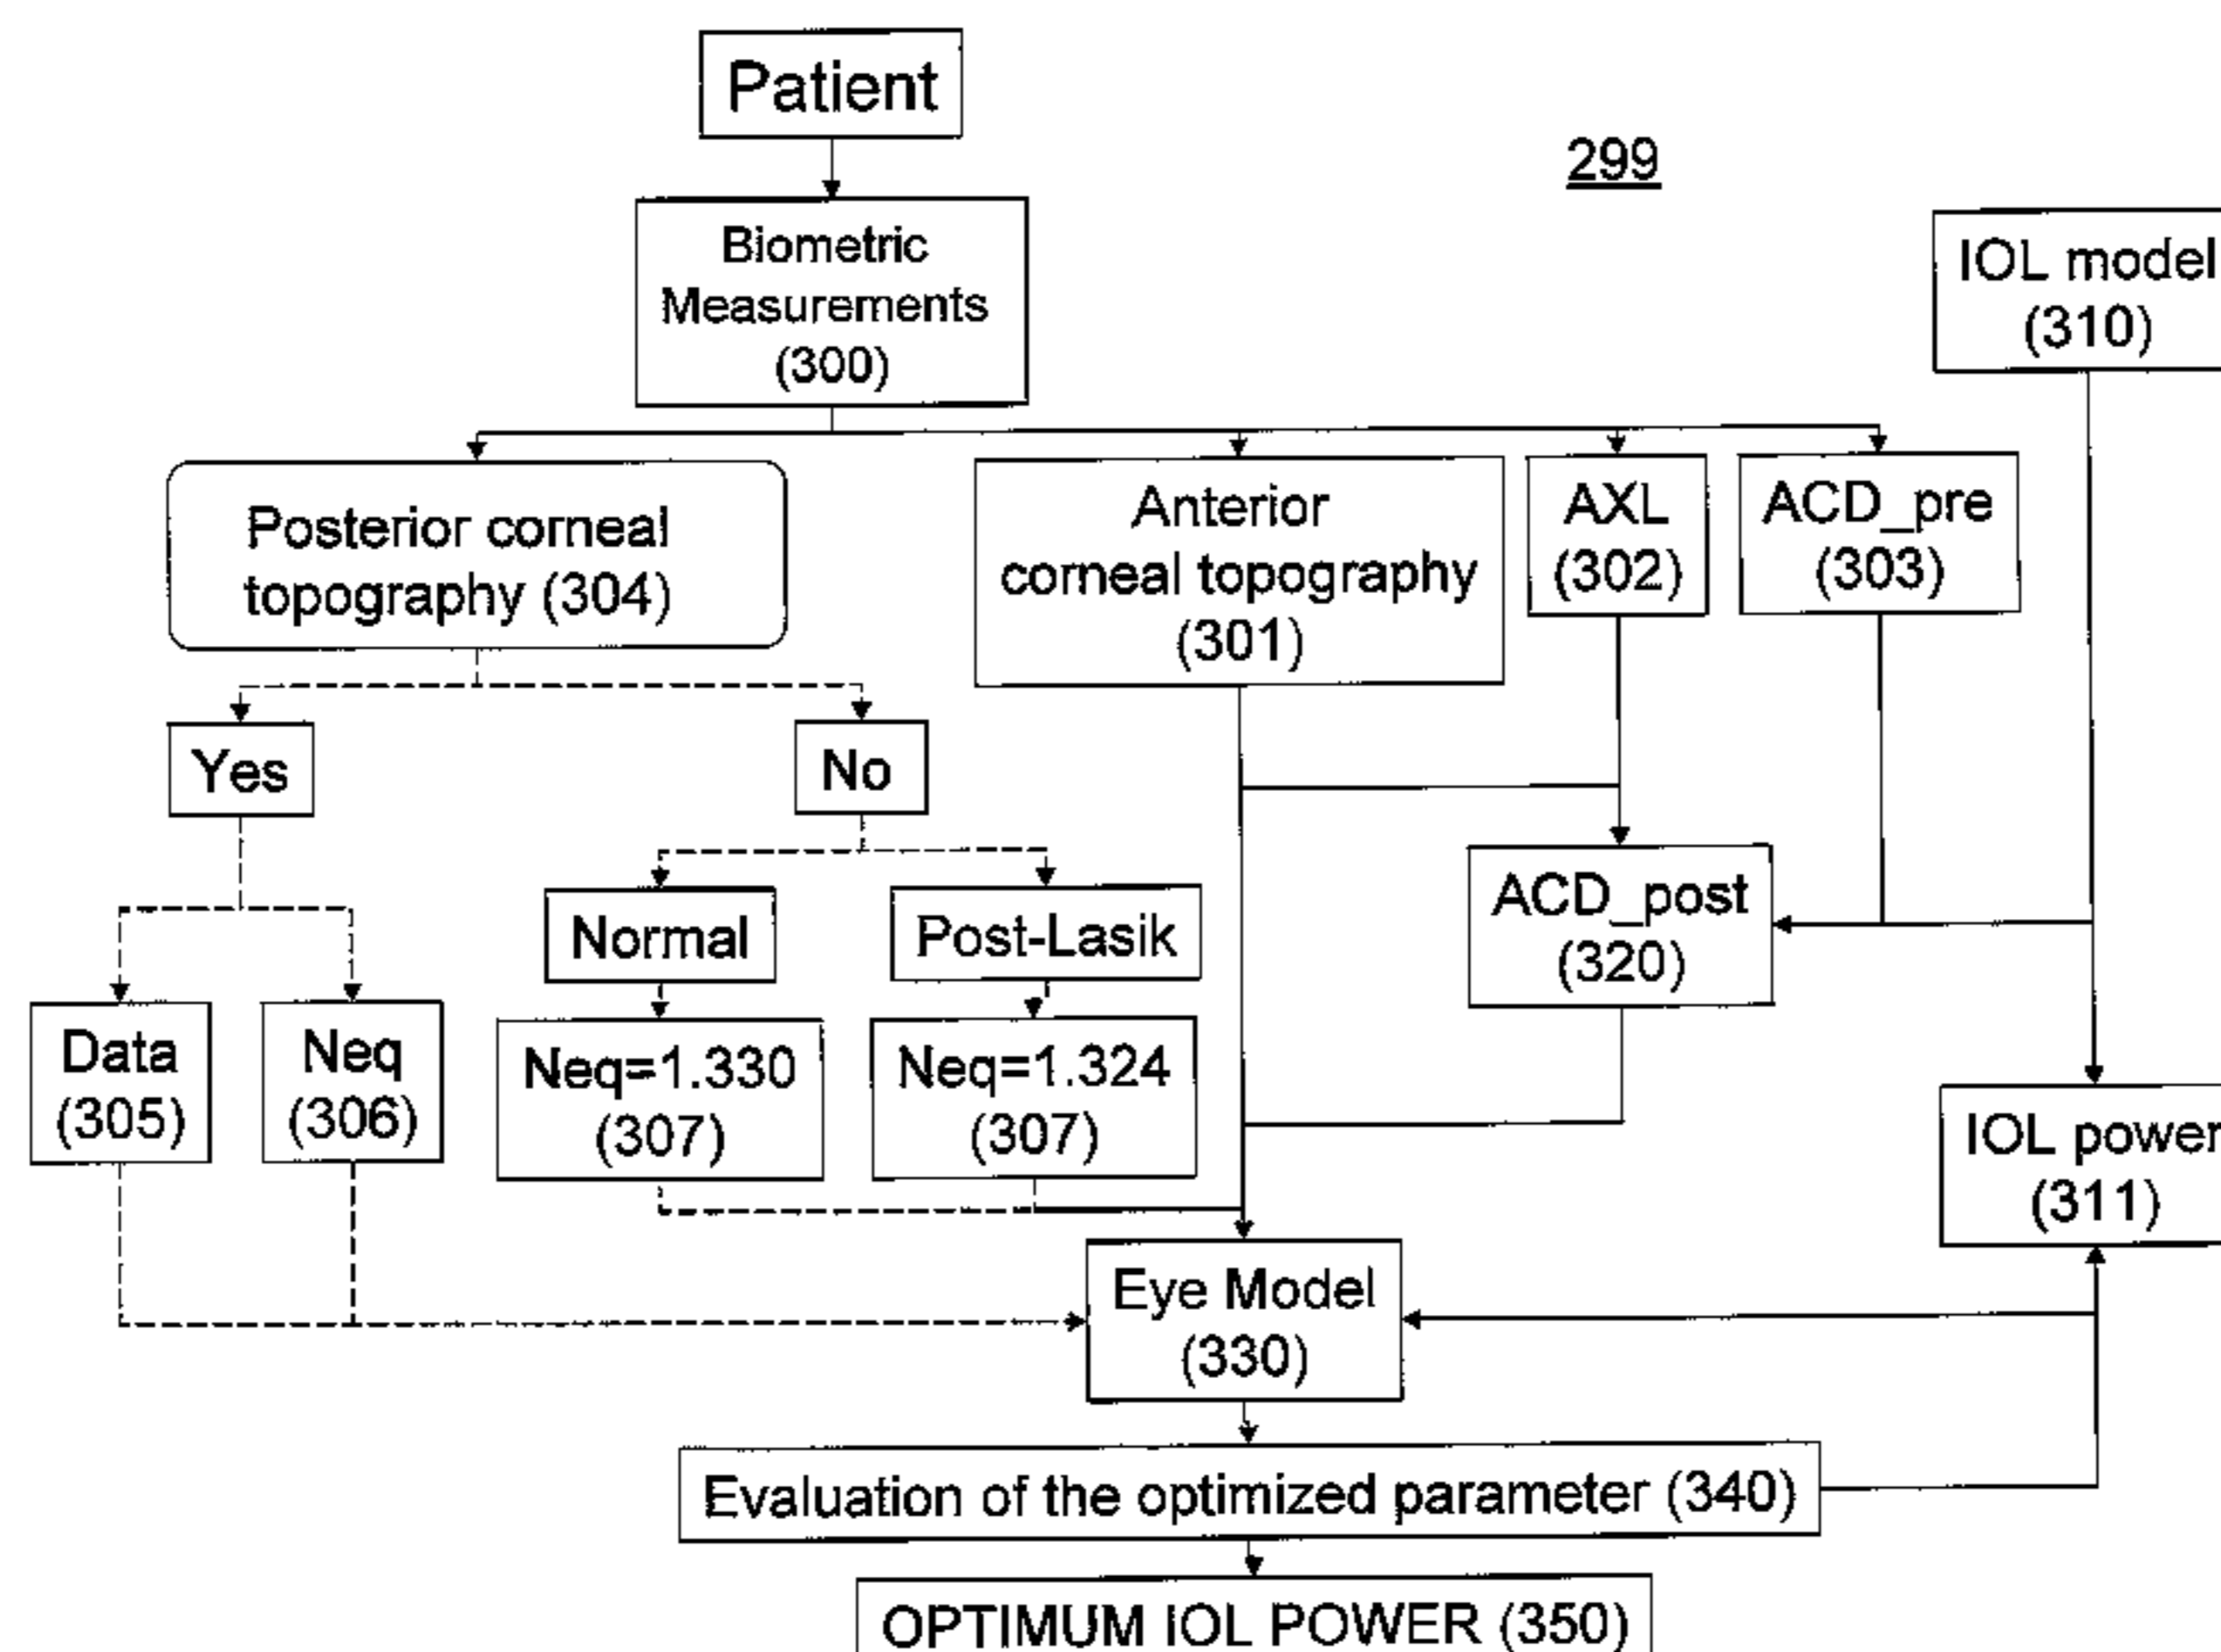 Patient
299
Biometric
Measurements
(300)
IOL model
(310)
Posterior corneal
topography (304)
Anterior
corneal topography
(301)
AXL
(302)
ACD_pre
(303)
Yes
No
Normal
Post-Lasik
ACD_post
(320)
Data
(305)
Neq
(306)
Neq=1.330
(307)
Neq=1.324
(307)
IOL power
(311)
Eye Model
(330)
Evaluation of the optimized parameter (340)
OPTIMUM IOL POWER (350)